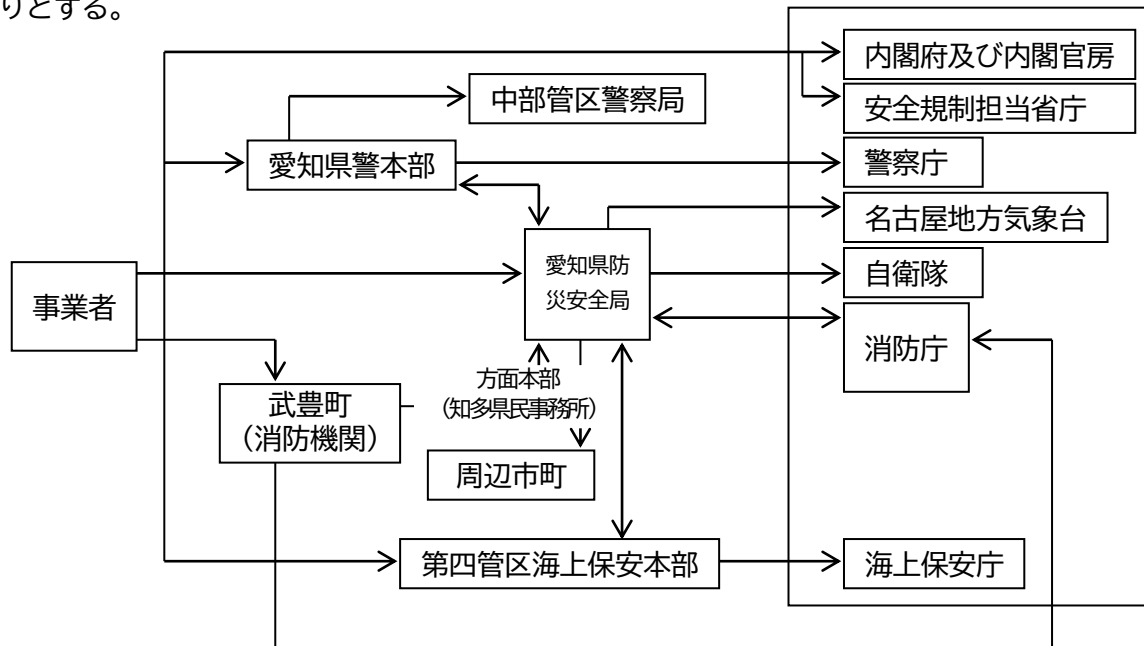 りとする。
内閣府及び内閣官房
中部管区警察局
安全規制担当省庁
愛知県警本部
警察庁
名古屋地方気象台
愛知県防
災安全局
自衛隊
事業者
消防庁
方面本部
（知多県民事務所）
武豊町
（消防機関）
周辺市町
第四管区海上保安本部
海上保安庁